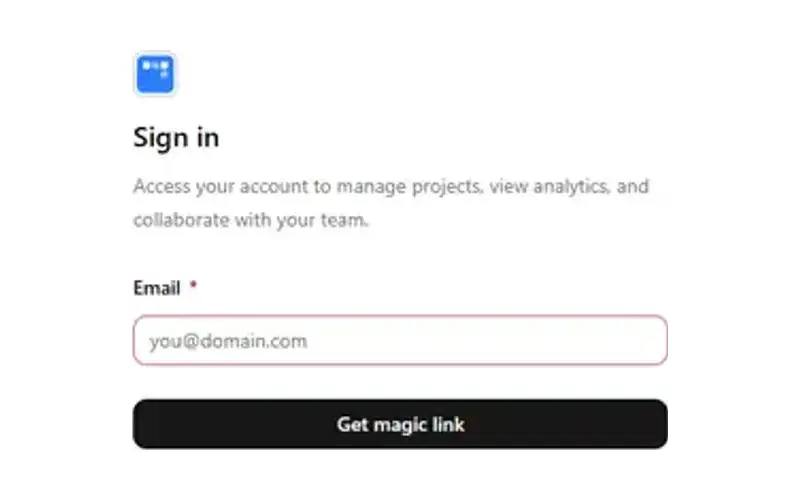 Sign in
Access your account to manage projects, view analytics, and
collaborate with your team.
Email *
you@domain.com
Get magic link